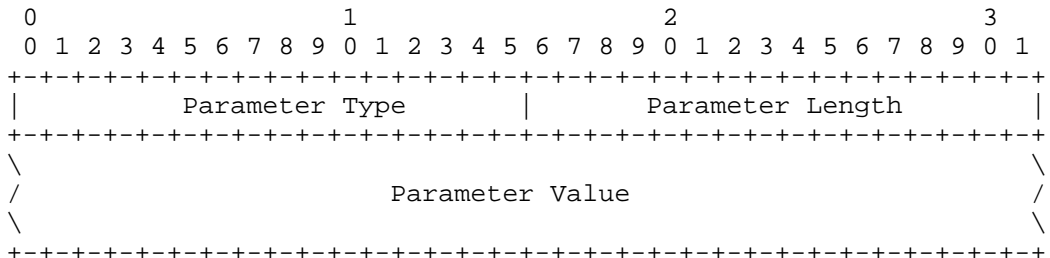 0                   1                   2                   3
 0 1 2 3 4 5 6 7 8 9 0 1 2 3 4 5 6 7 8 9 0 1 2 3 4 5 6 7 8 9 0 1
+-+-+-+-+-+-+-+-+-+-+-+-+-+-+-+-+-+-+-+-+-+-+-+-+-+-+-+-+-+-+-+-+
|          Parameter Type       |       Parameter Length        |
+-+-+-+-+-+-+-+-+-+-+-+-+-+-+-+-+-+-+-+-+-+-+-+-+-+-+-+-+-+-+-+-+
\                                                               \
/                       Parameter Value                         /
\                                                               \
+-+-+-+-+-+-+-+-+-+-+-+-+-+-+-+-+-+-+-+-+-+-+-+-+-+-+-+-+-+-+-+-+